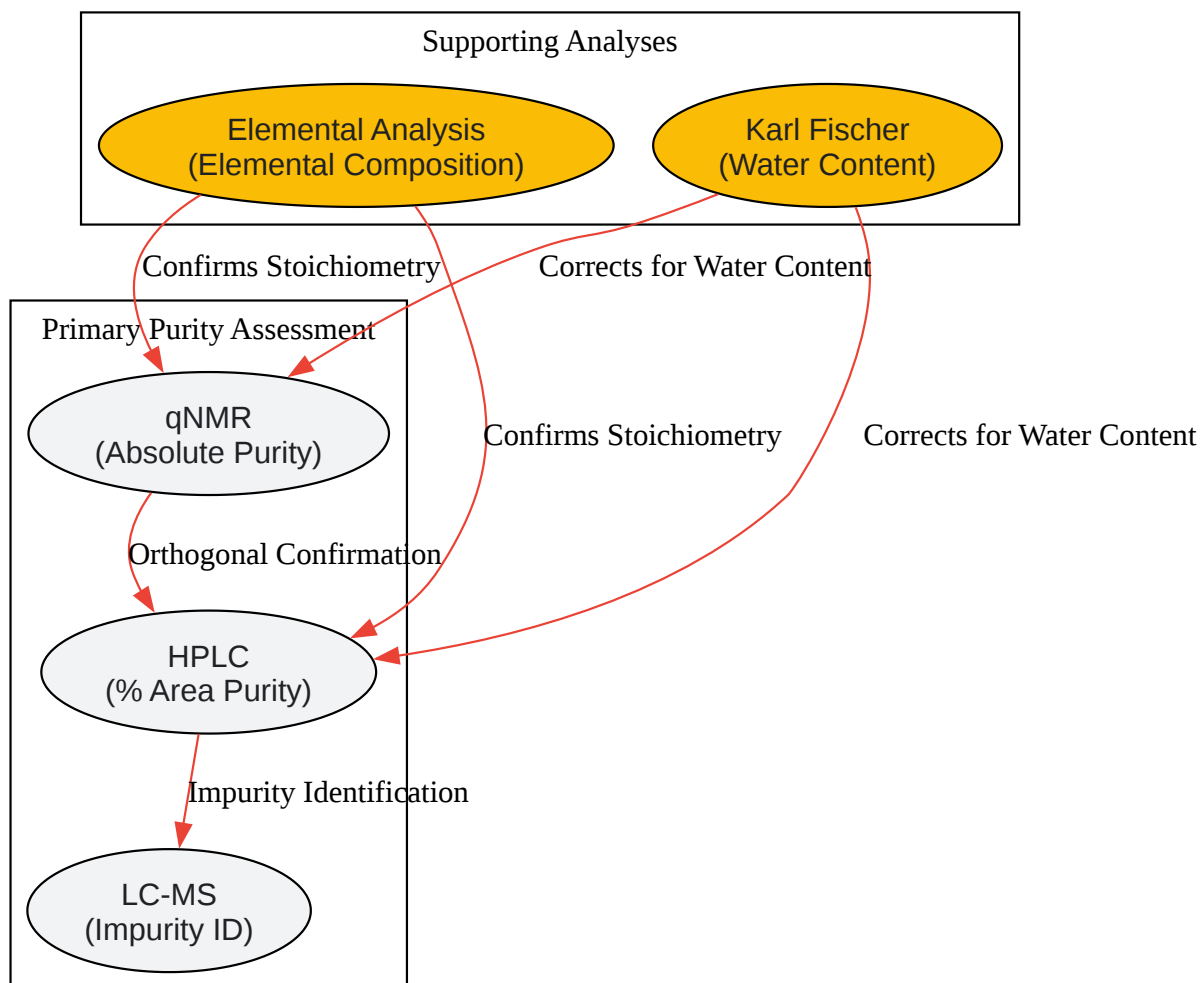 Supporting Analyses
Elemental Analysis
(Elemental Composition)
Karl Fischer
(Water Content)
Confirms Stoichiometry
Corrects for Water Content
Primary Purity Assessment
qNMR
(Absolute Purity)
Confirms Stoichiometry
Corrects for Water Content
Orthogonal Confirmation
HPLC
(% Area Purity)
Impurity Identification
LC-MS
(Impurity ID)